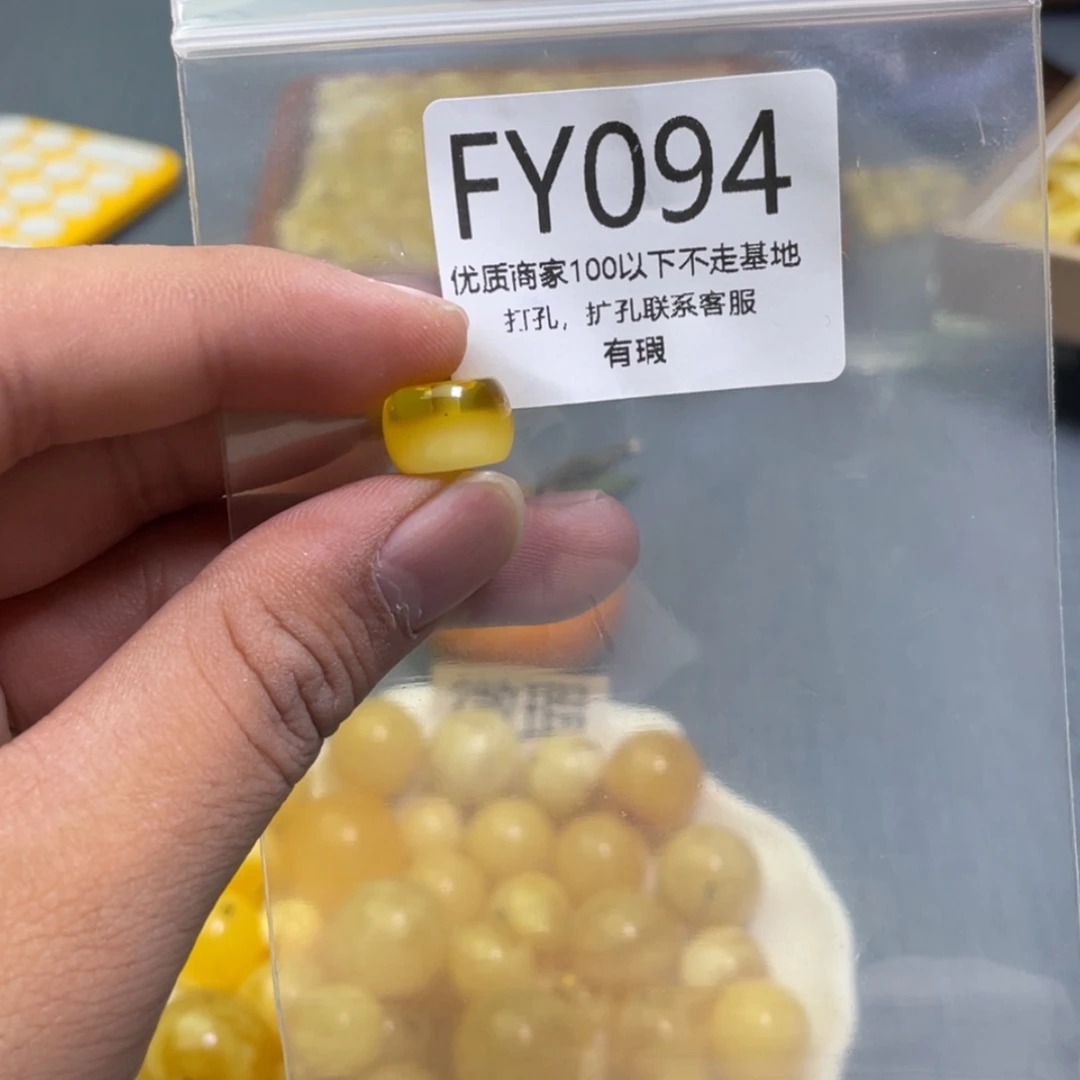 FY094
优质商家100以下不走基地
打孔，扩孔联系客服
有瑕